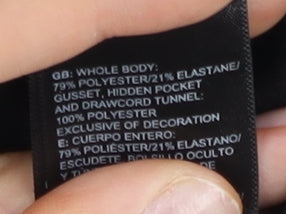 GB: WHOLE BODY:
79% POLYESTER/21% ELASTANE/
GUSSET, HIDDEN POCKET
AND DRAWCORD TUNNEL:
100% POLYESTER
EXCLUSIVE OF DECORATION
E: CUERPO ENTERO:
79% POLIÉSTER/21% ELASTANO/
ESCUDETE, BOLSILLO OCULTO
Y DE